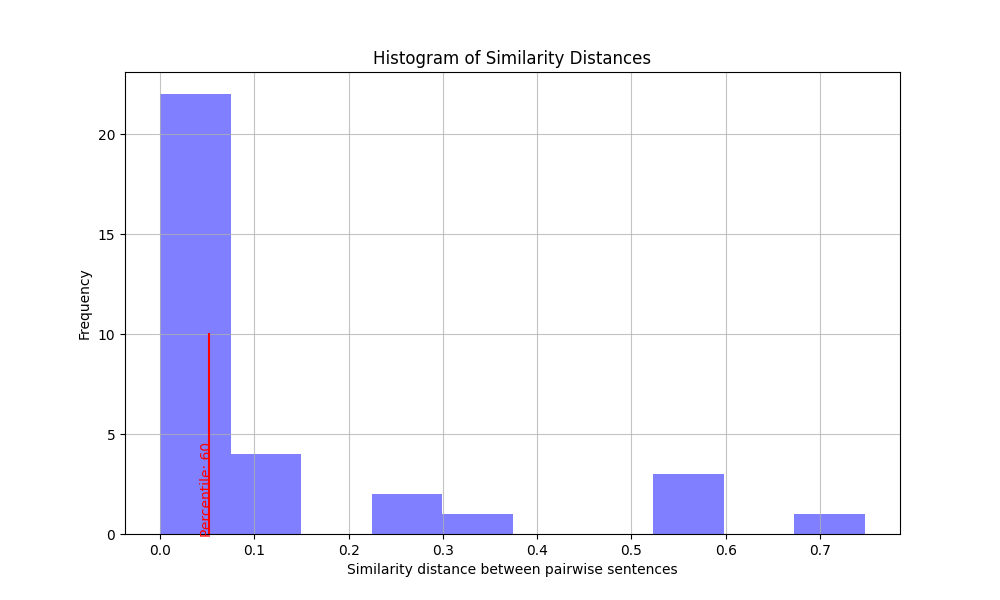 Histogram of Similarity Distances
Frequency
20
15
10
5
0
Percentile: 60
0.0 0.1 0.2 0.3 0.4 0.5 0.6 0.7
Similarity distance between pairwise sentences